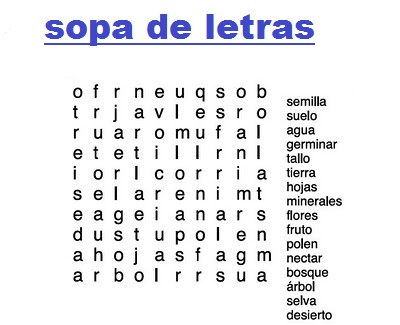 sopa de letras
o f r n e u q s o b
t r j a v l e s r o
r u a r o m u f a l
e t e t i l l r n l
i o r l c o r r i a
s e l a r e n i m t
e a g e i a n a r s
d u s t u p o l e n
a h o j a s f a g m
a r b o l r r s u a
semilla
suelo
agua
germinar
tallo
tierra
hojas
minerales
flores
fruto
polen
nectar
bosque
árbol
selva
desierto